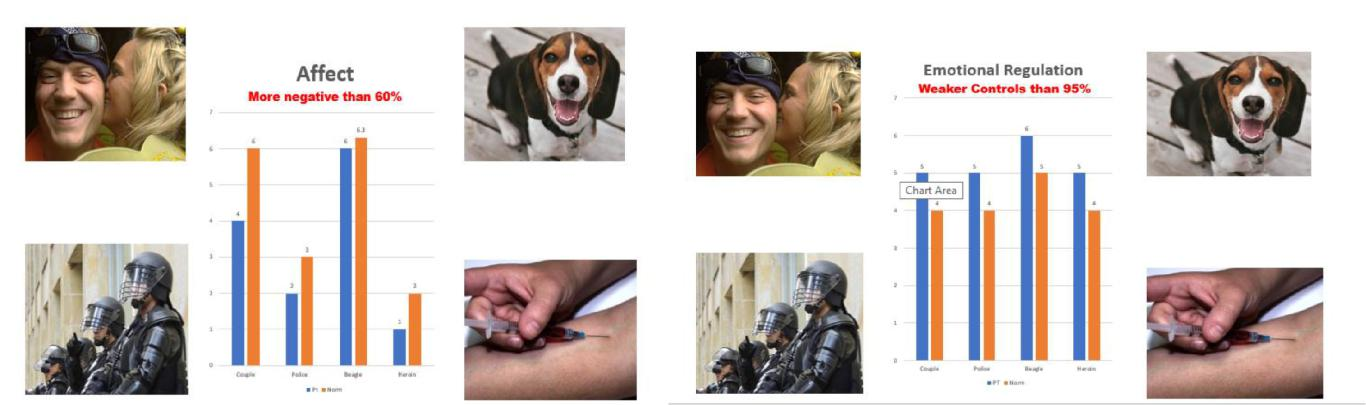 Affect
More negative than 60%
7
6.3
6 6
6
5
4
4
3
3
2 2
2
1
1
0
Couple Police Beagle Heroin
Pt Norm
Emotional Regulation
Weaker Controls than 95%
7
6
6
5 5 5 5
5
Chart Area
4 4 4
4
3
2
1
0
Couple Police Beagle Heroin
PT Norm